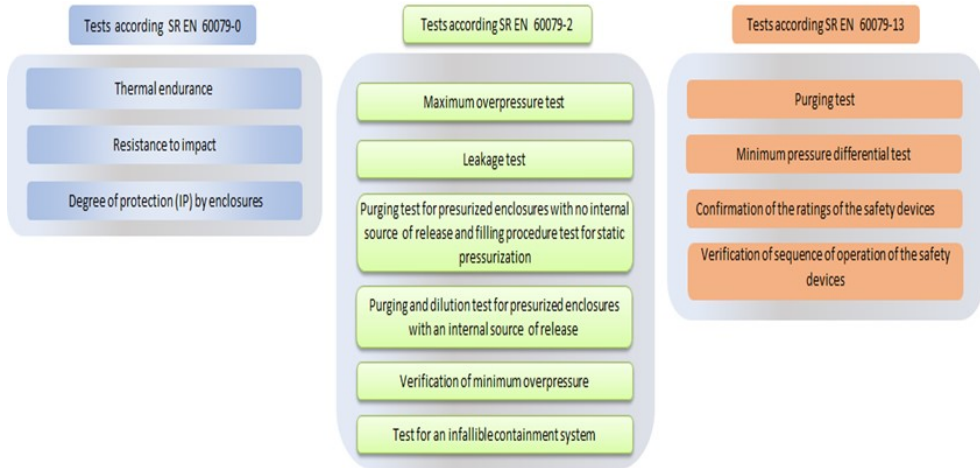 Tests according SR EN 60079-0
Thermal endurance
Resistance to impact
Degree of protection (IP) by enclosures
Tests according SR EN 60079-2
Maximum overpressure test
Leakage test
Purging test for presurized enclosures with no internal
source of release and filling procedure test for static
pressurization
Purging and dilution test for presurized enclosures
with an internal source of release
Verification of minimum overpressure
Test for an infallible containment system
Tests according SR EN 60079-13
Purging test
Minimum pressure differential test
Confirmation of the ratings of the safety devices
Verification of sequence of operation of the safety
devices